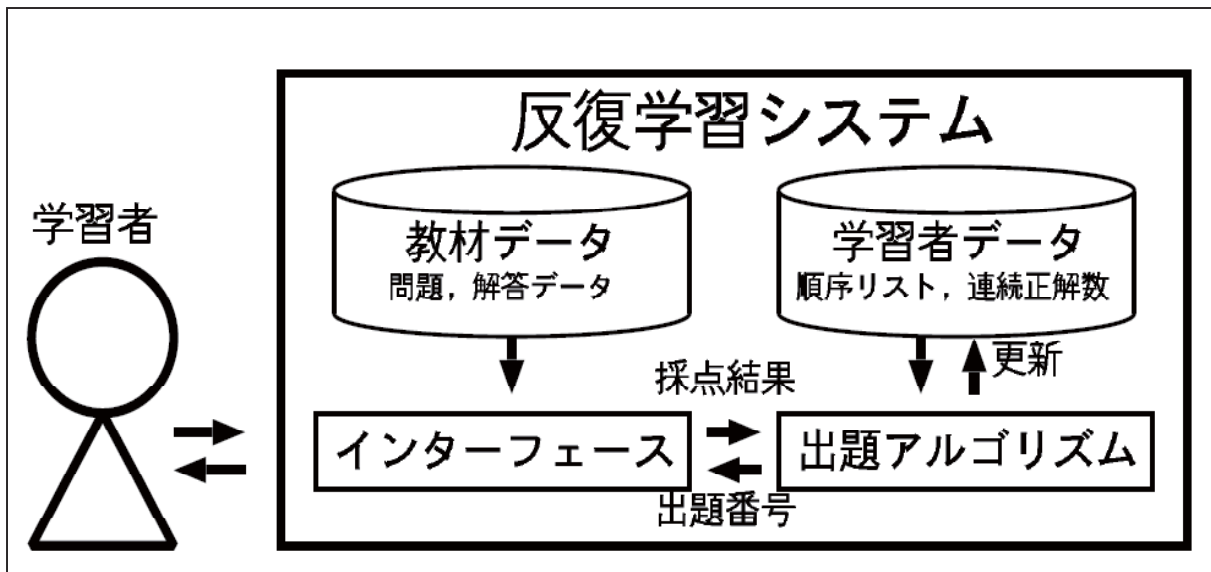 反復学習システム
学習者
教材データ
問題，解答データ
学習者データ
順序リスト，連続正解数
更新
採点結果
インターフェース
出題アルゴリズム
出題番号